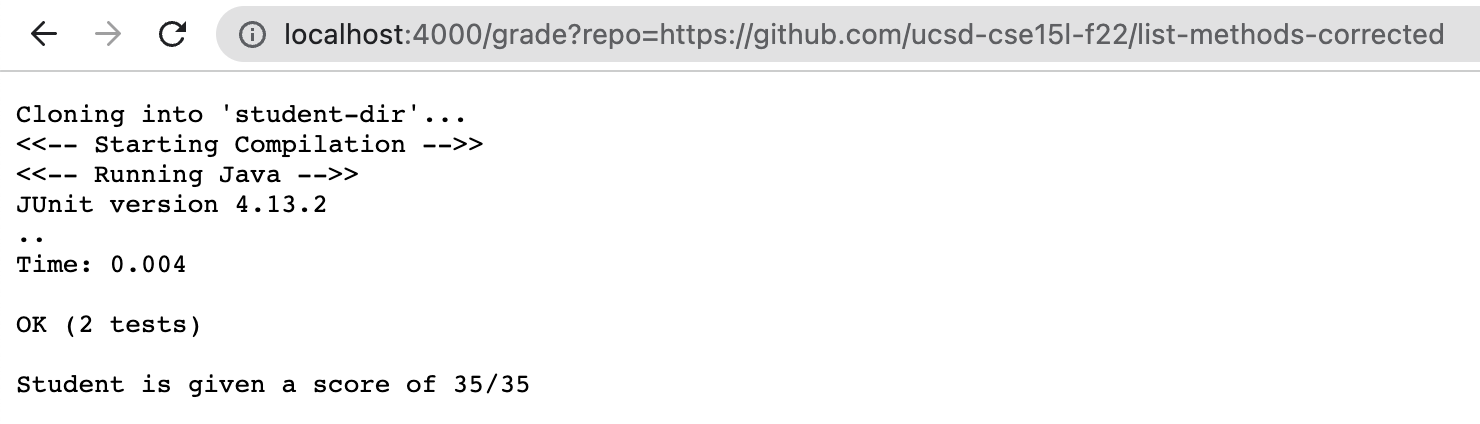 localhost:4000/grade?repo=https://github.com/ucsd-cse15l-f22/list-methods-corrected
Cloning into 'student-dir'...
<<-- Starting Compilation -->>
<<-- Running Java -->>
JUnit version 4.13.2
..
Time: 0.004
OK (2 tests)
Student is given a score of 35/35